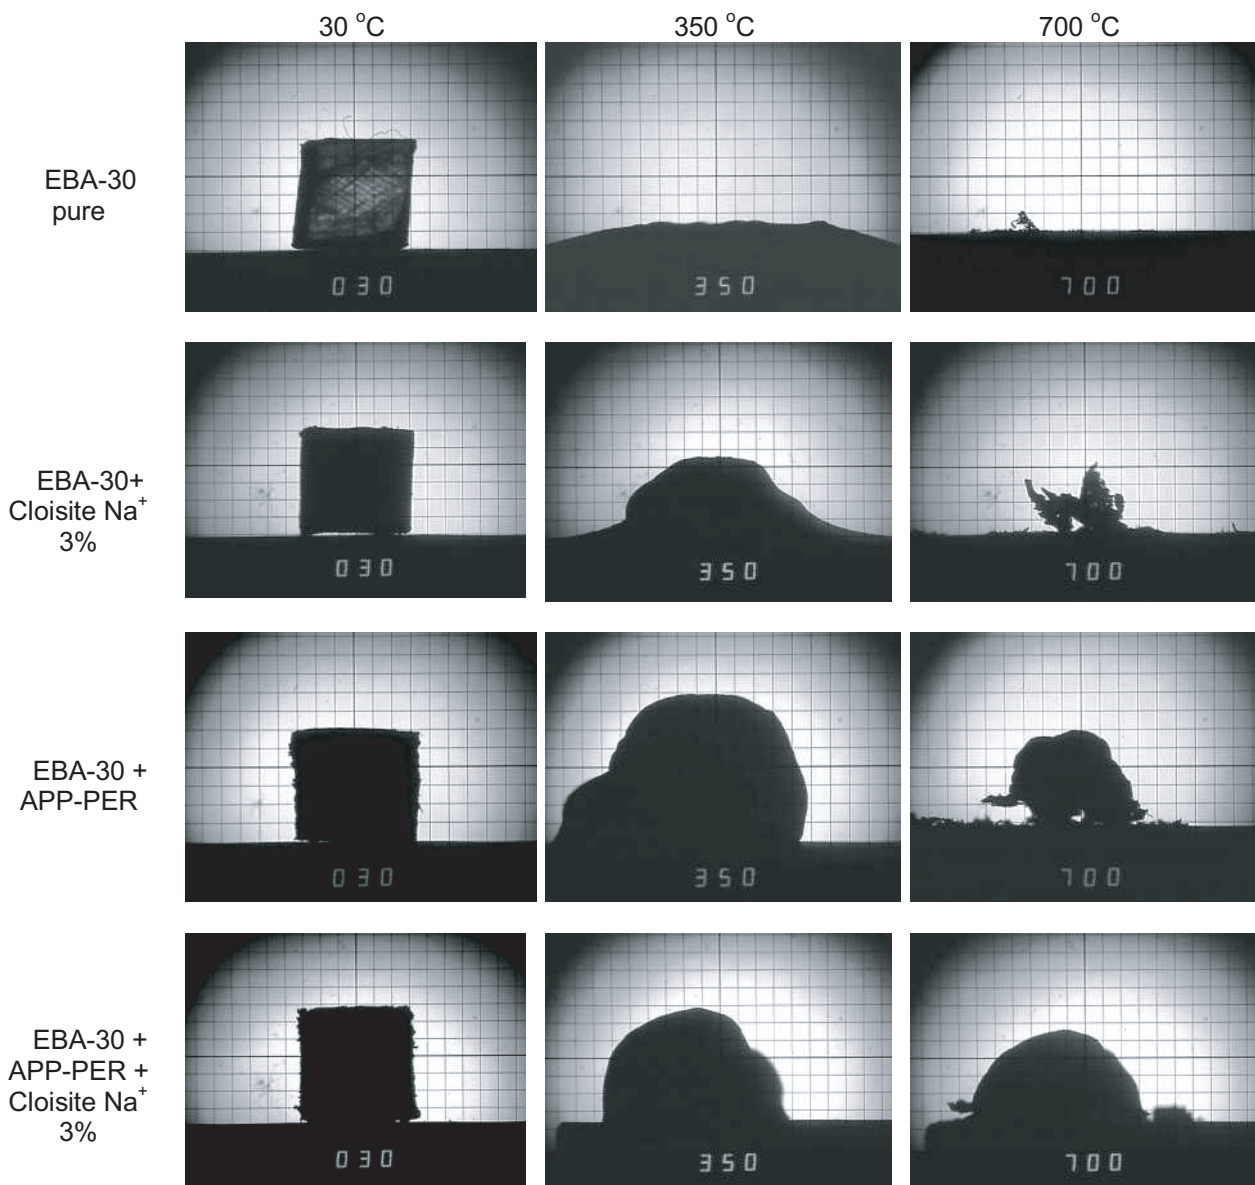 30 °C 350 °C 700 °C
EBA-30
pure
030 350 700
EBA-30+
Cloisite Na⁺
3%
030 350 700
EBA-30 +
APP-PER
030 350 700
EBA-30 +
APP-PER +
Cloisite Na⁺
3%
030 350 700